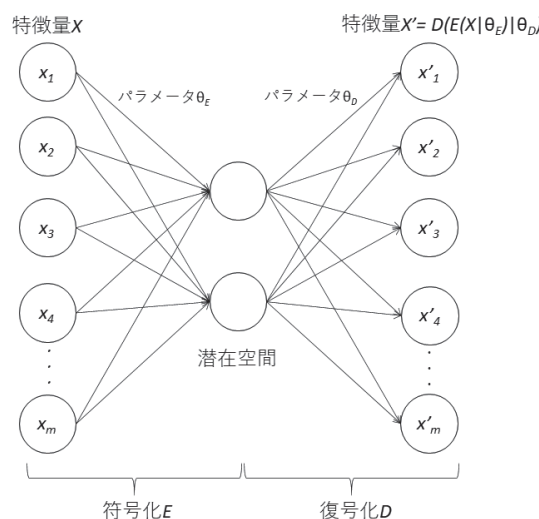 特徴量X
特徴量X'= D(E(X|θE)|θD)
パラメータθE
パラメータθD
x1
x2
x3
x4
. . .
xm
x'1
x'2
x'3
x'4
. . .
x'm
潜在空間
符号化E
復号化D